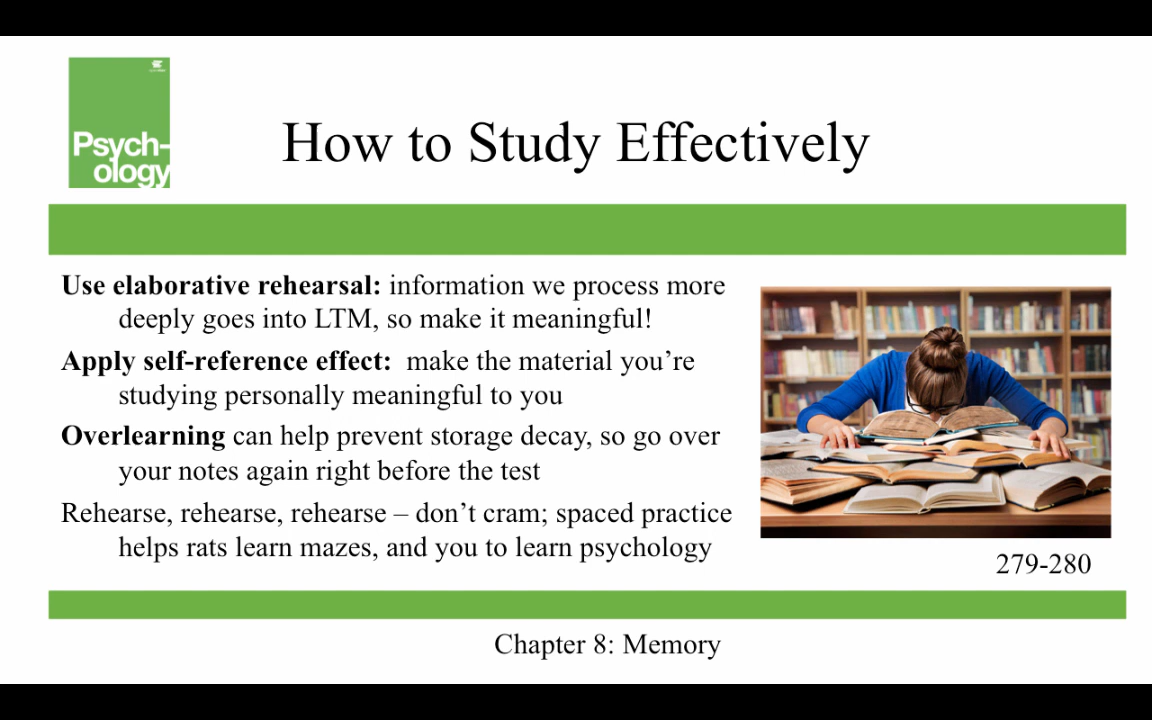 Psych-
ology
How to Study Effectively
Use elaborative rehearsal: information we process more
deeply goes into LTM, so make it meaningful!
Apply self-reference effect:  make the material you’re
studying personally meaningful to you
Overlearning can help prevent storage decay, so go over
your notes again right before the test
Rehearse, rehearse, rehearse – don’t cram; spaced practice
helps rats learn mazes, and you to learn psychology
279-280
Chapter 8: Memory